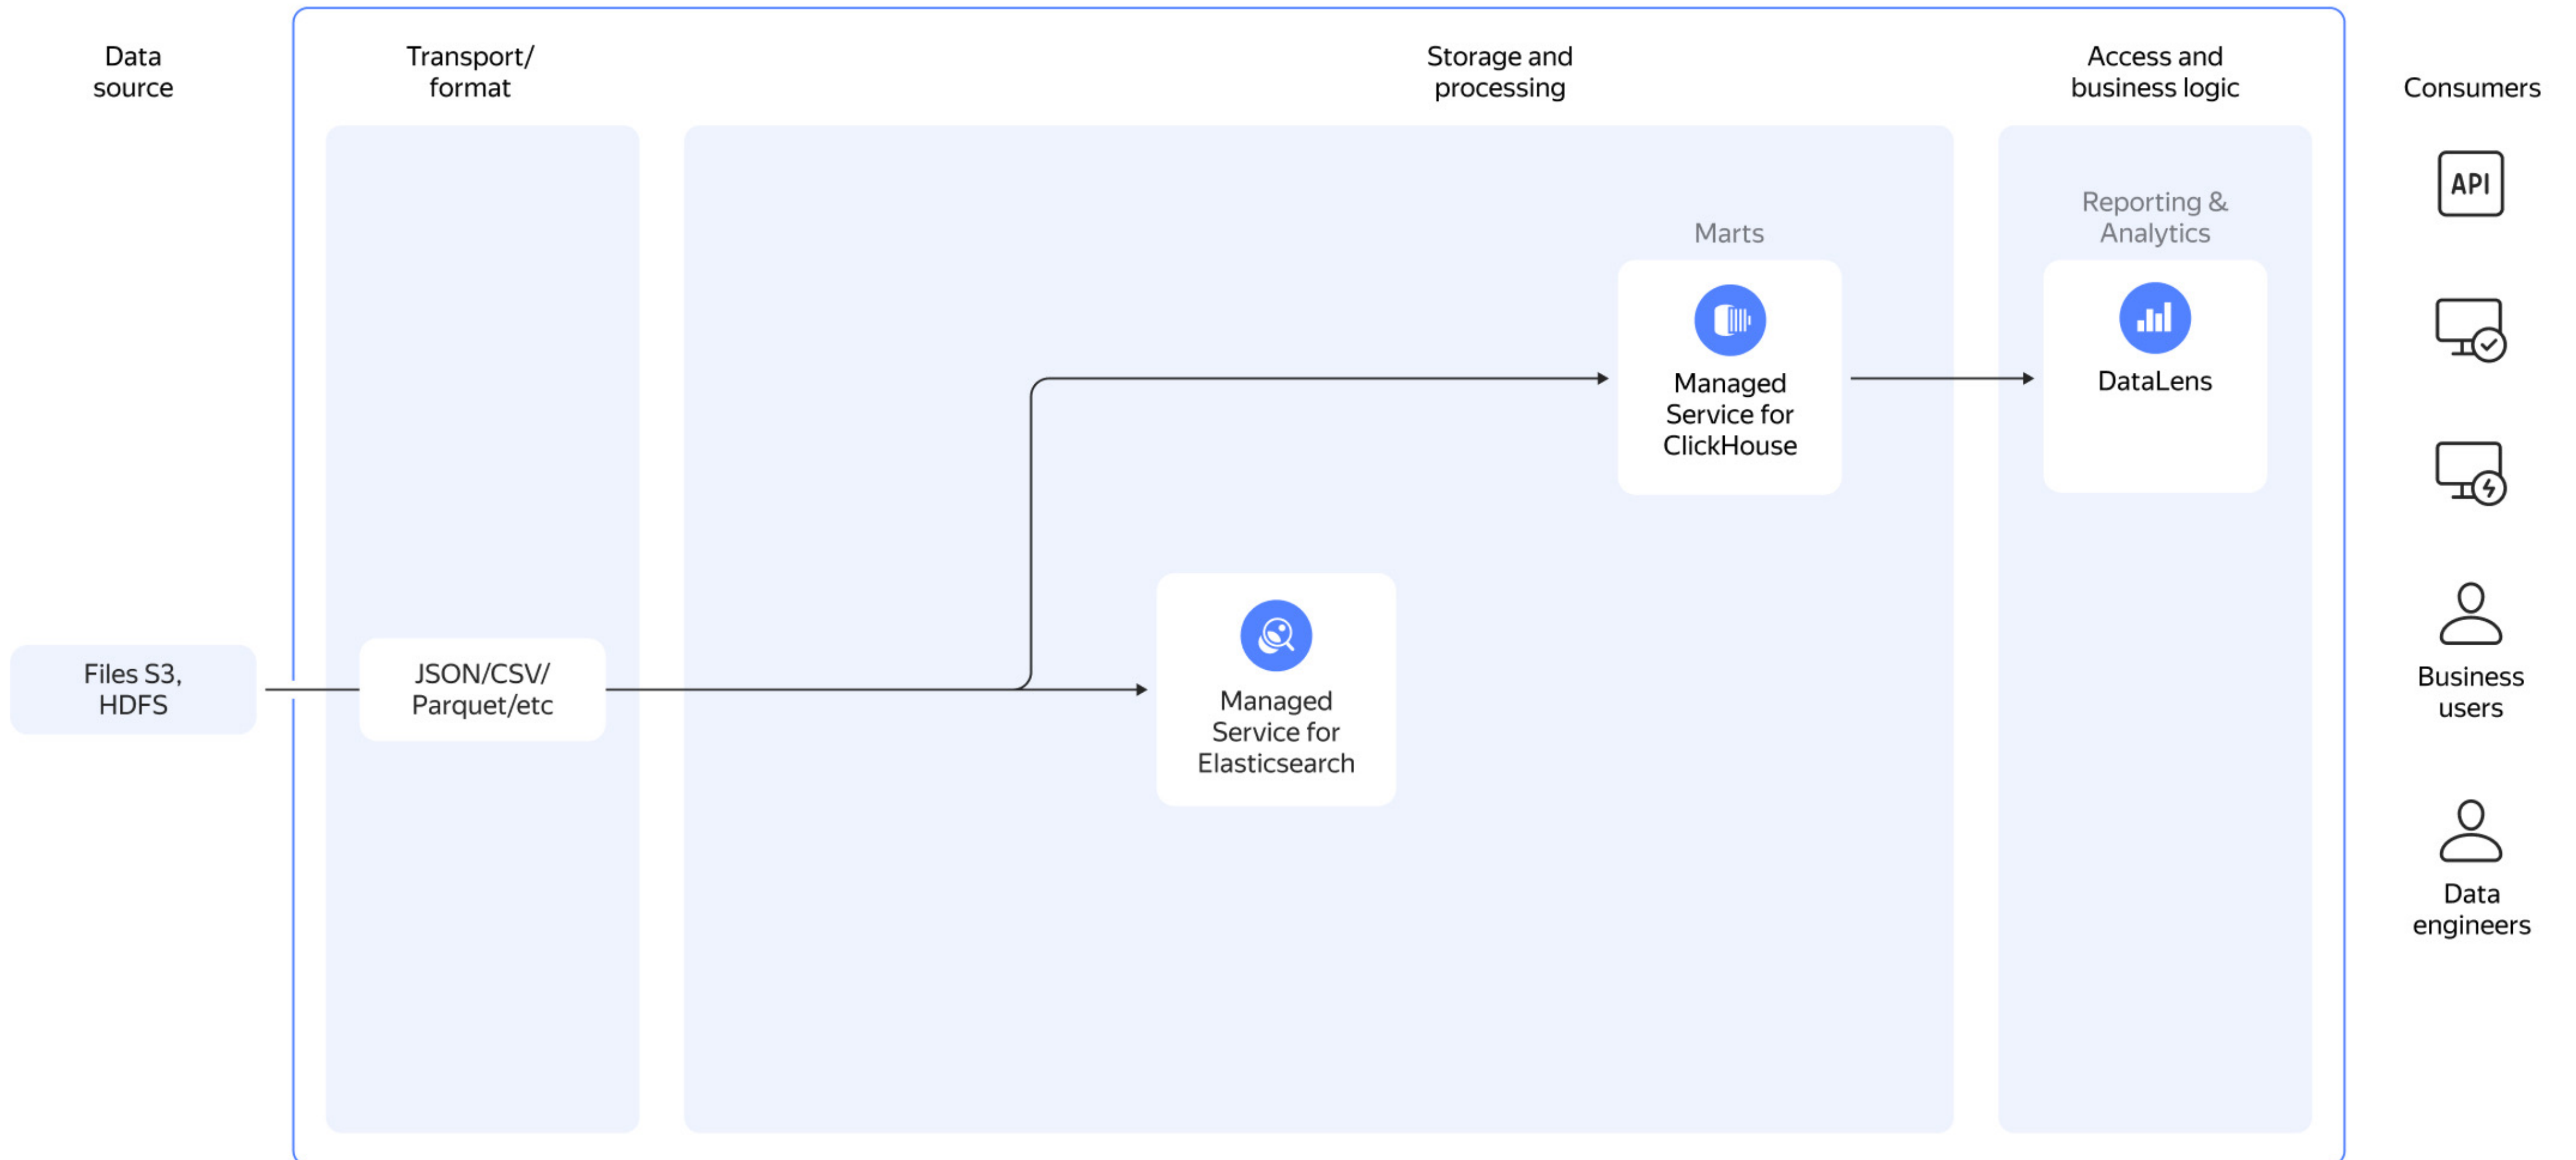 Data
source
Transport/
format
Storage and
processing
Access and
business logic
Consumers
API
Reporting &
Analytics
Marts
Managed
Service for
ClickHouse
DataLens
Files S3,
HDFS
JSON/CSV/
Parquet/etc
Managed
Service for
Elasticsearch
Business
users
Data
engineers